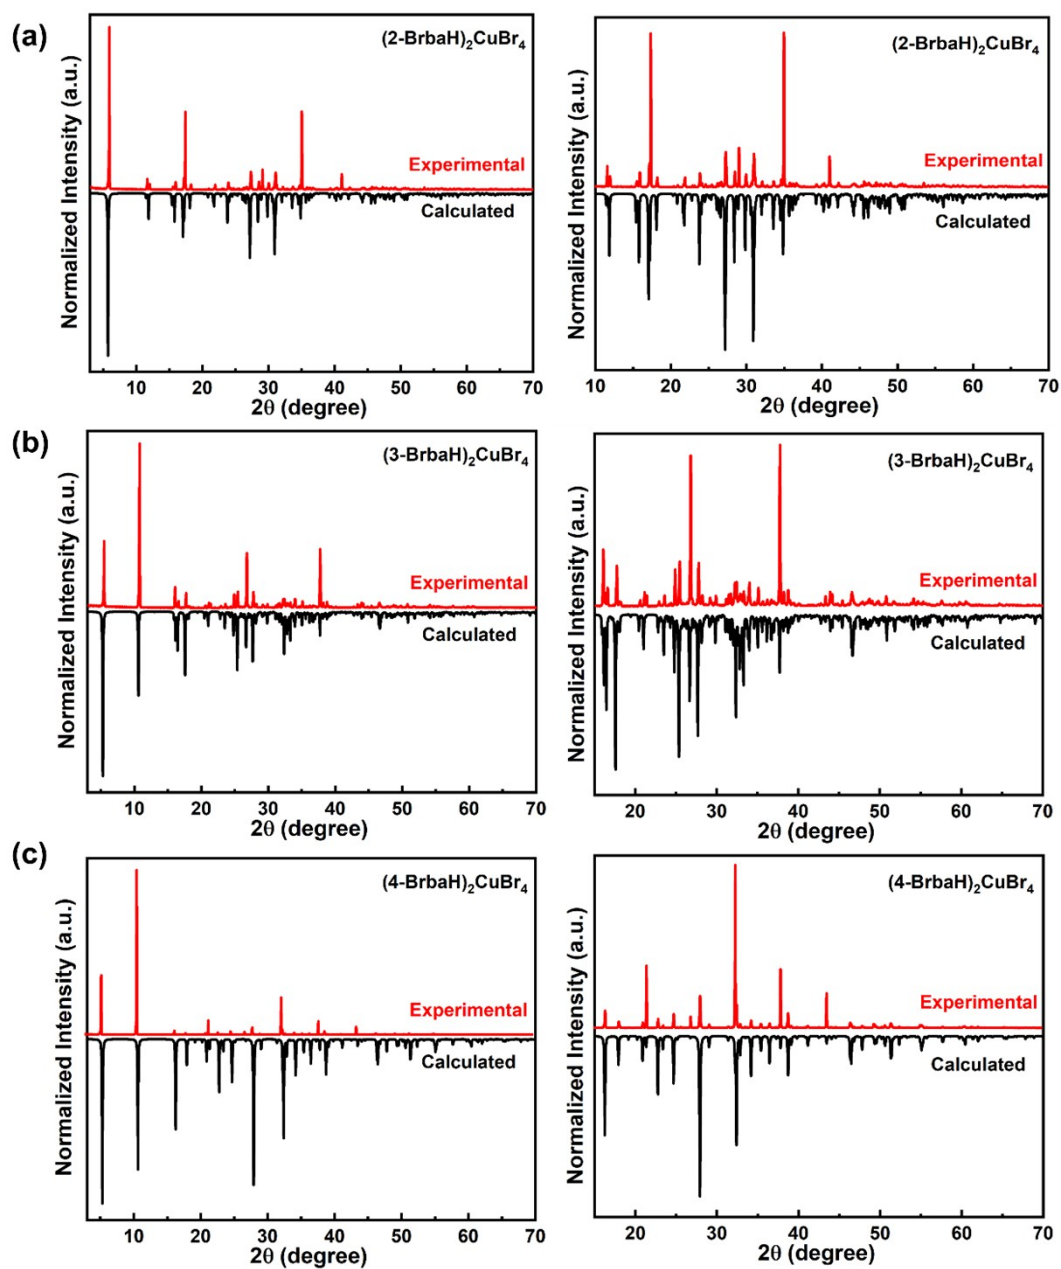 (a)
(2-BrbaH)₂CuBr₄
Experimental
Calculated
Normalized Intensity (a.u.)
10 20 30 40 50 60 70
2θ (degree)
(2-BrbaH)₂CuBr₄
Experimental
Calculated
Normalized Intensity (a.u.)
10 20 30 40 50 60 70
2θ (degree)
(b)
(3-BrbaH)₂CuBr₄
Experimental
Calculated
Normalized Intensity (a.u.)
10 20 30 40 50 60 70
2θ (degree)
(3-BrbaH)₂CuBr₄
Experimental
Calculated
Normalized Intensity (a.u.)
20 30 40 50 60 70
2θ (degree)
(c)
(4-BrbaH)₂CuBr₄
Experimental
Calculated
Normalized Intensity (a.u.)
10 20 30 40 50 60 70
2θ (degree)
(4-BrbaH)₂CuBr₄
Experimental
Calculated
Normalized Intensity (a.u.)
20 30 40 50 60 70
2θ (degree)